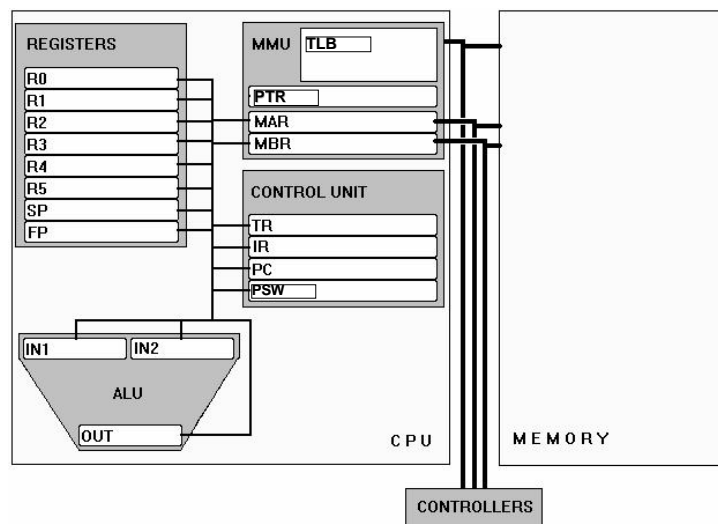 REGISTERS
R0
R1
R2
R3
R4
R5
SP
FP
MMU
TLB
PTR
MAR
MBR
CONTROL UNIT
TR
IR
PC
PSW
IN1
IN2
ALU
OUT
CPU
MEMORY
CONTROLLERS